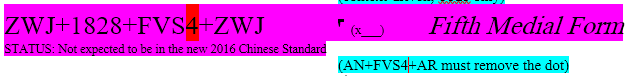 ZWJ+1828+FVS4+ZWJ
STATUS: Not expected to be in the new 2016 Chinese Standard
(x__) Fifth Medial Form
(AN+FVS4+AR must remove the dot)